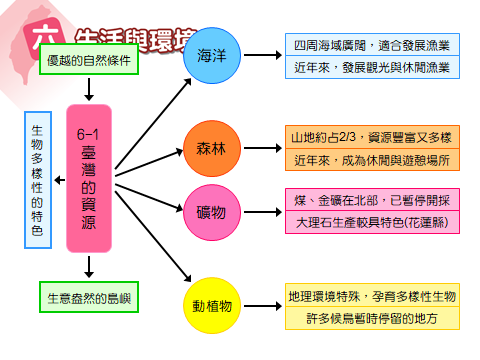 六 生活與環境
優越的自然條件
6-1臺灣的資源
生物多樣性的特色
生意盎然的島嶼
海洋
四周海域廣闊，適合發展漁業
近年來，發展觀光與休閒漁業
森林
山地約占2/3，資源豐富又多樣
近年來，成為休閒與遊憩場所
礦物
煤、金礦在北部，已暫停開採
大理石生產較具特色(花蓮縣)
動植物
地理環境特殊，孕育多樣性生物
許多候鳥暫時停留的地方